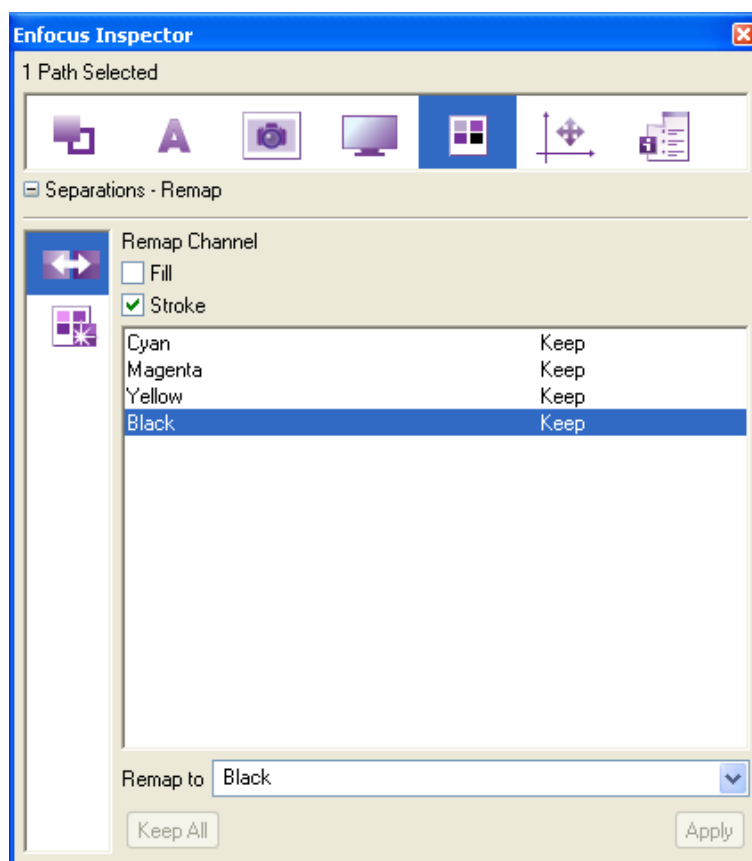 Enfocus Inspector
1 Path Selected
Separations - Remap
Remap Channel
Fill
Stroke
Cyan Keep
Magenta Keep
Yellow Keep
Black Keep
Remap to Black
Keep All Apply